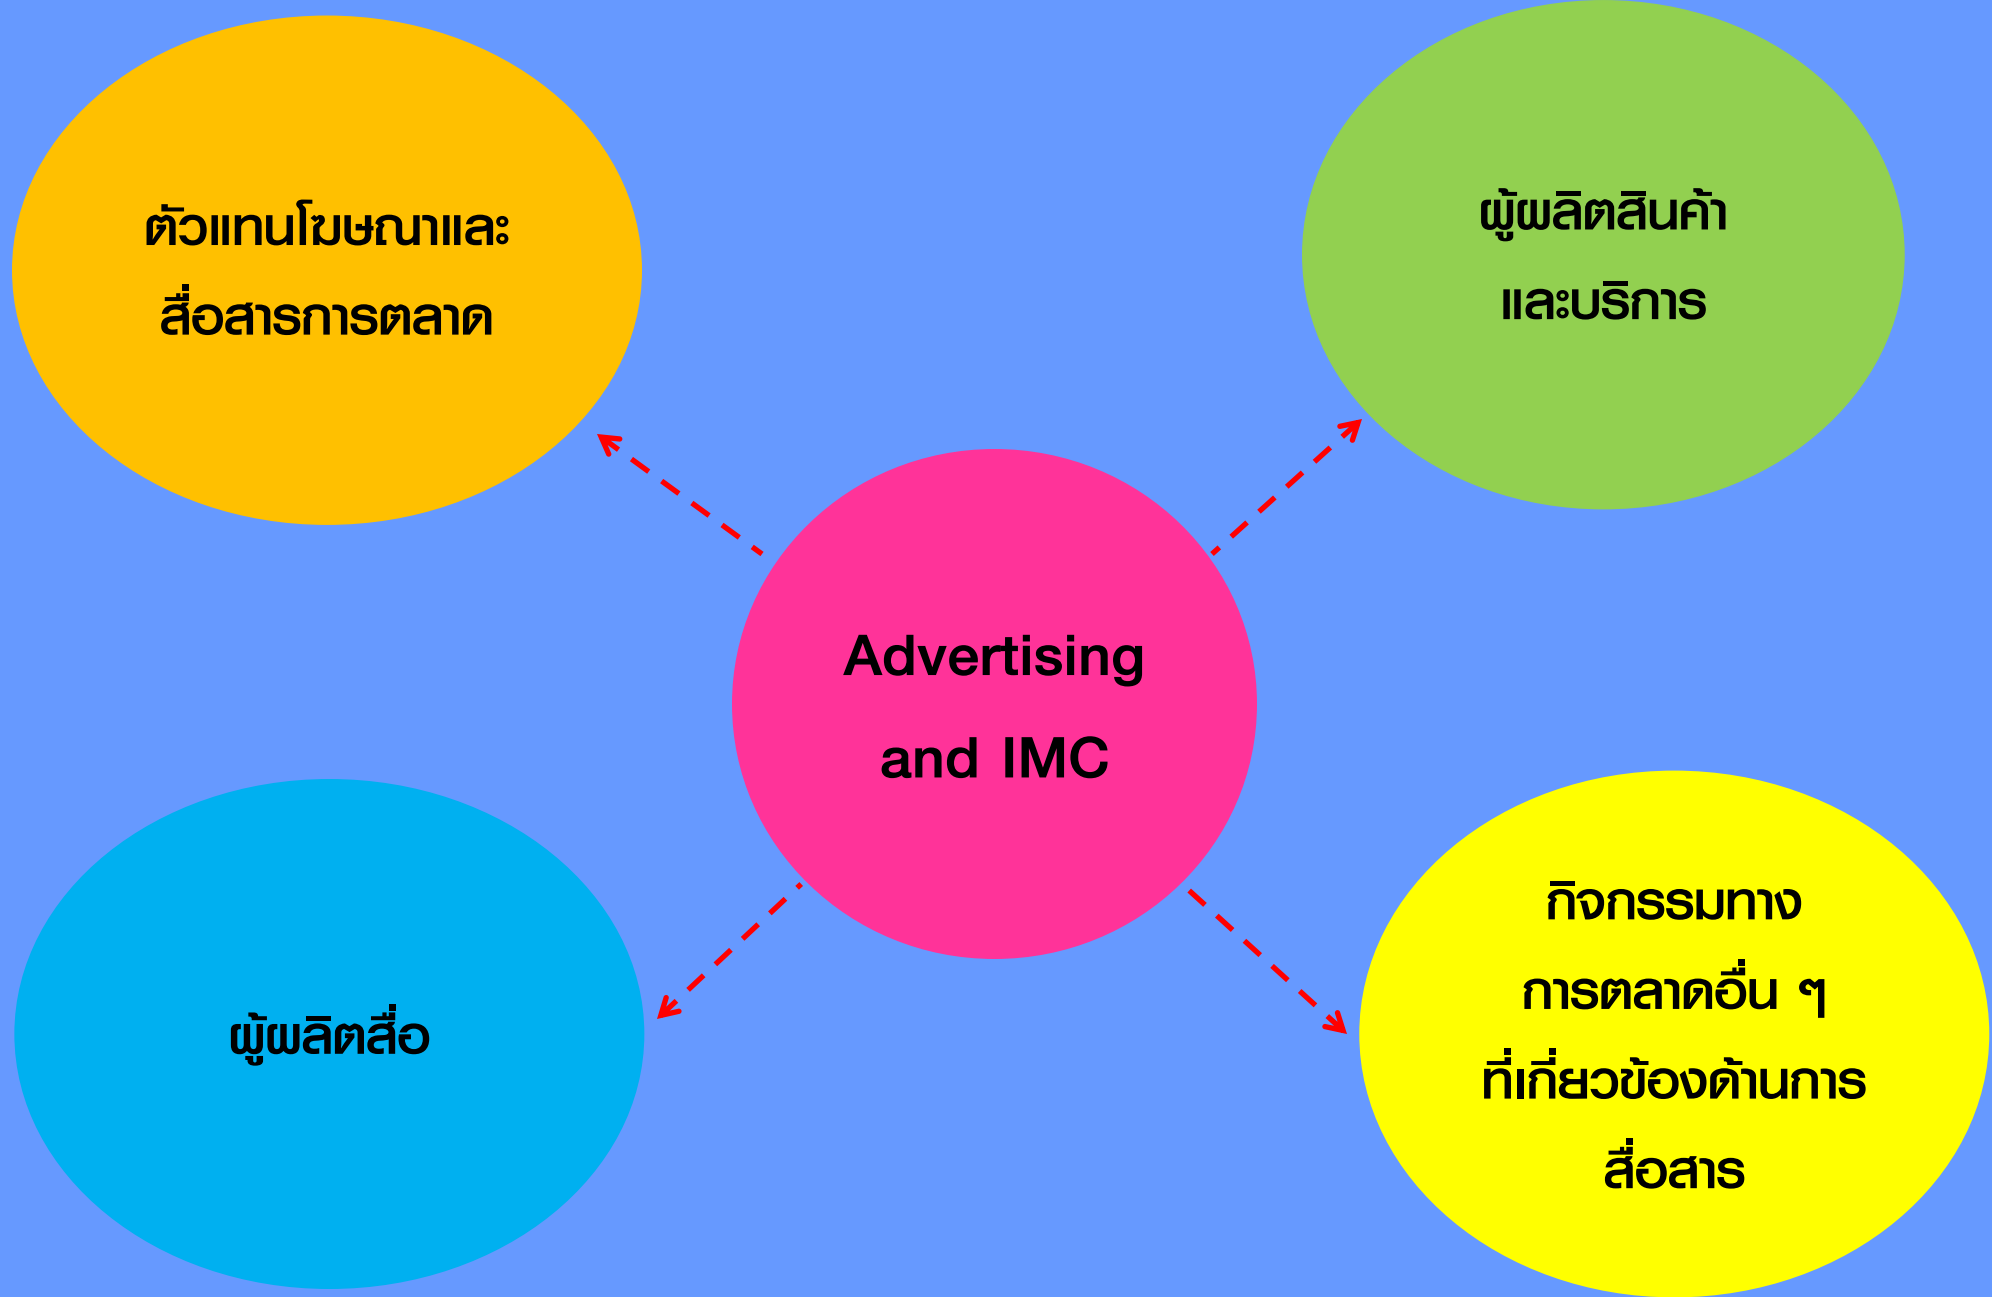 ตัวแทนโฆษณาและ
สื่อสารการตลาด
ผู้ผลิตสินค้า
และบริการ
Advertising
and IMC
ผู้ผลิตสื่อ
กิจกรรมทาง
การตลาดอื่น ๆ
ที่เกี่ยวข้องด้านการ
สื่อสาร